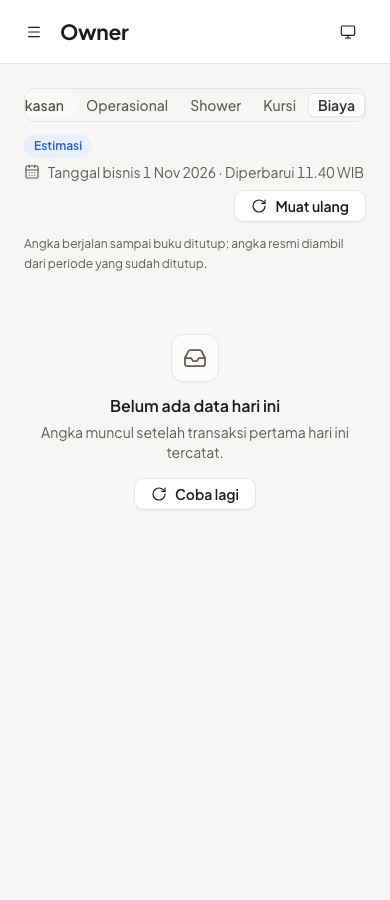 Owner
kasan Operasional Shower Kursi Biaya
Estimasi
Tanggal bisnis 1 Nov 2026 · Diperbarui 11.40 WIB
Muat ulang
Angka berjalan sampai buku ditutup; angka resmi diambil
dari periode yang sudah ditutup.
Belum ada data hari ini
Angka muncul setelah transaksi pertama hari ini
tercatat.
Coba lagi